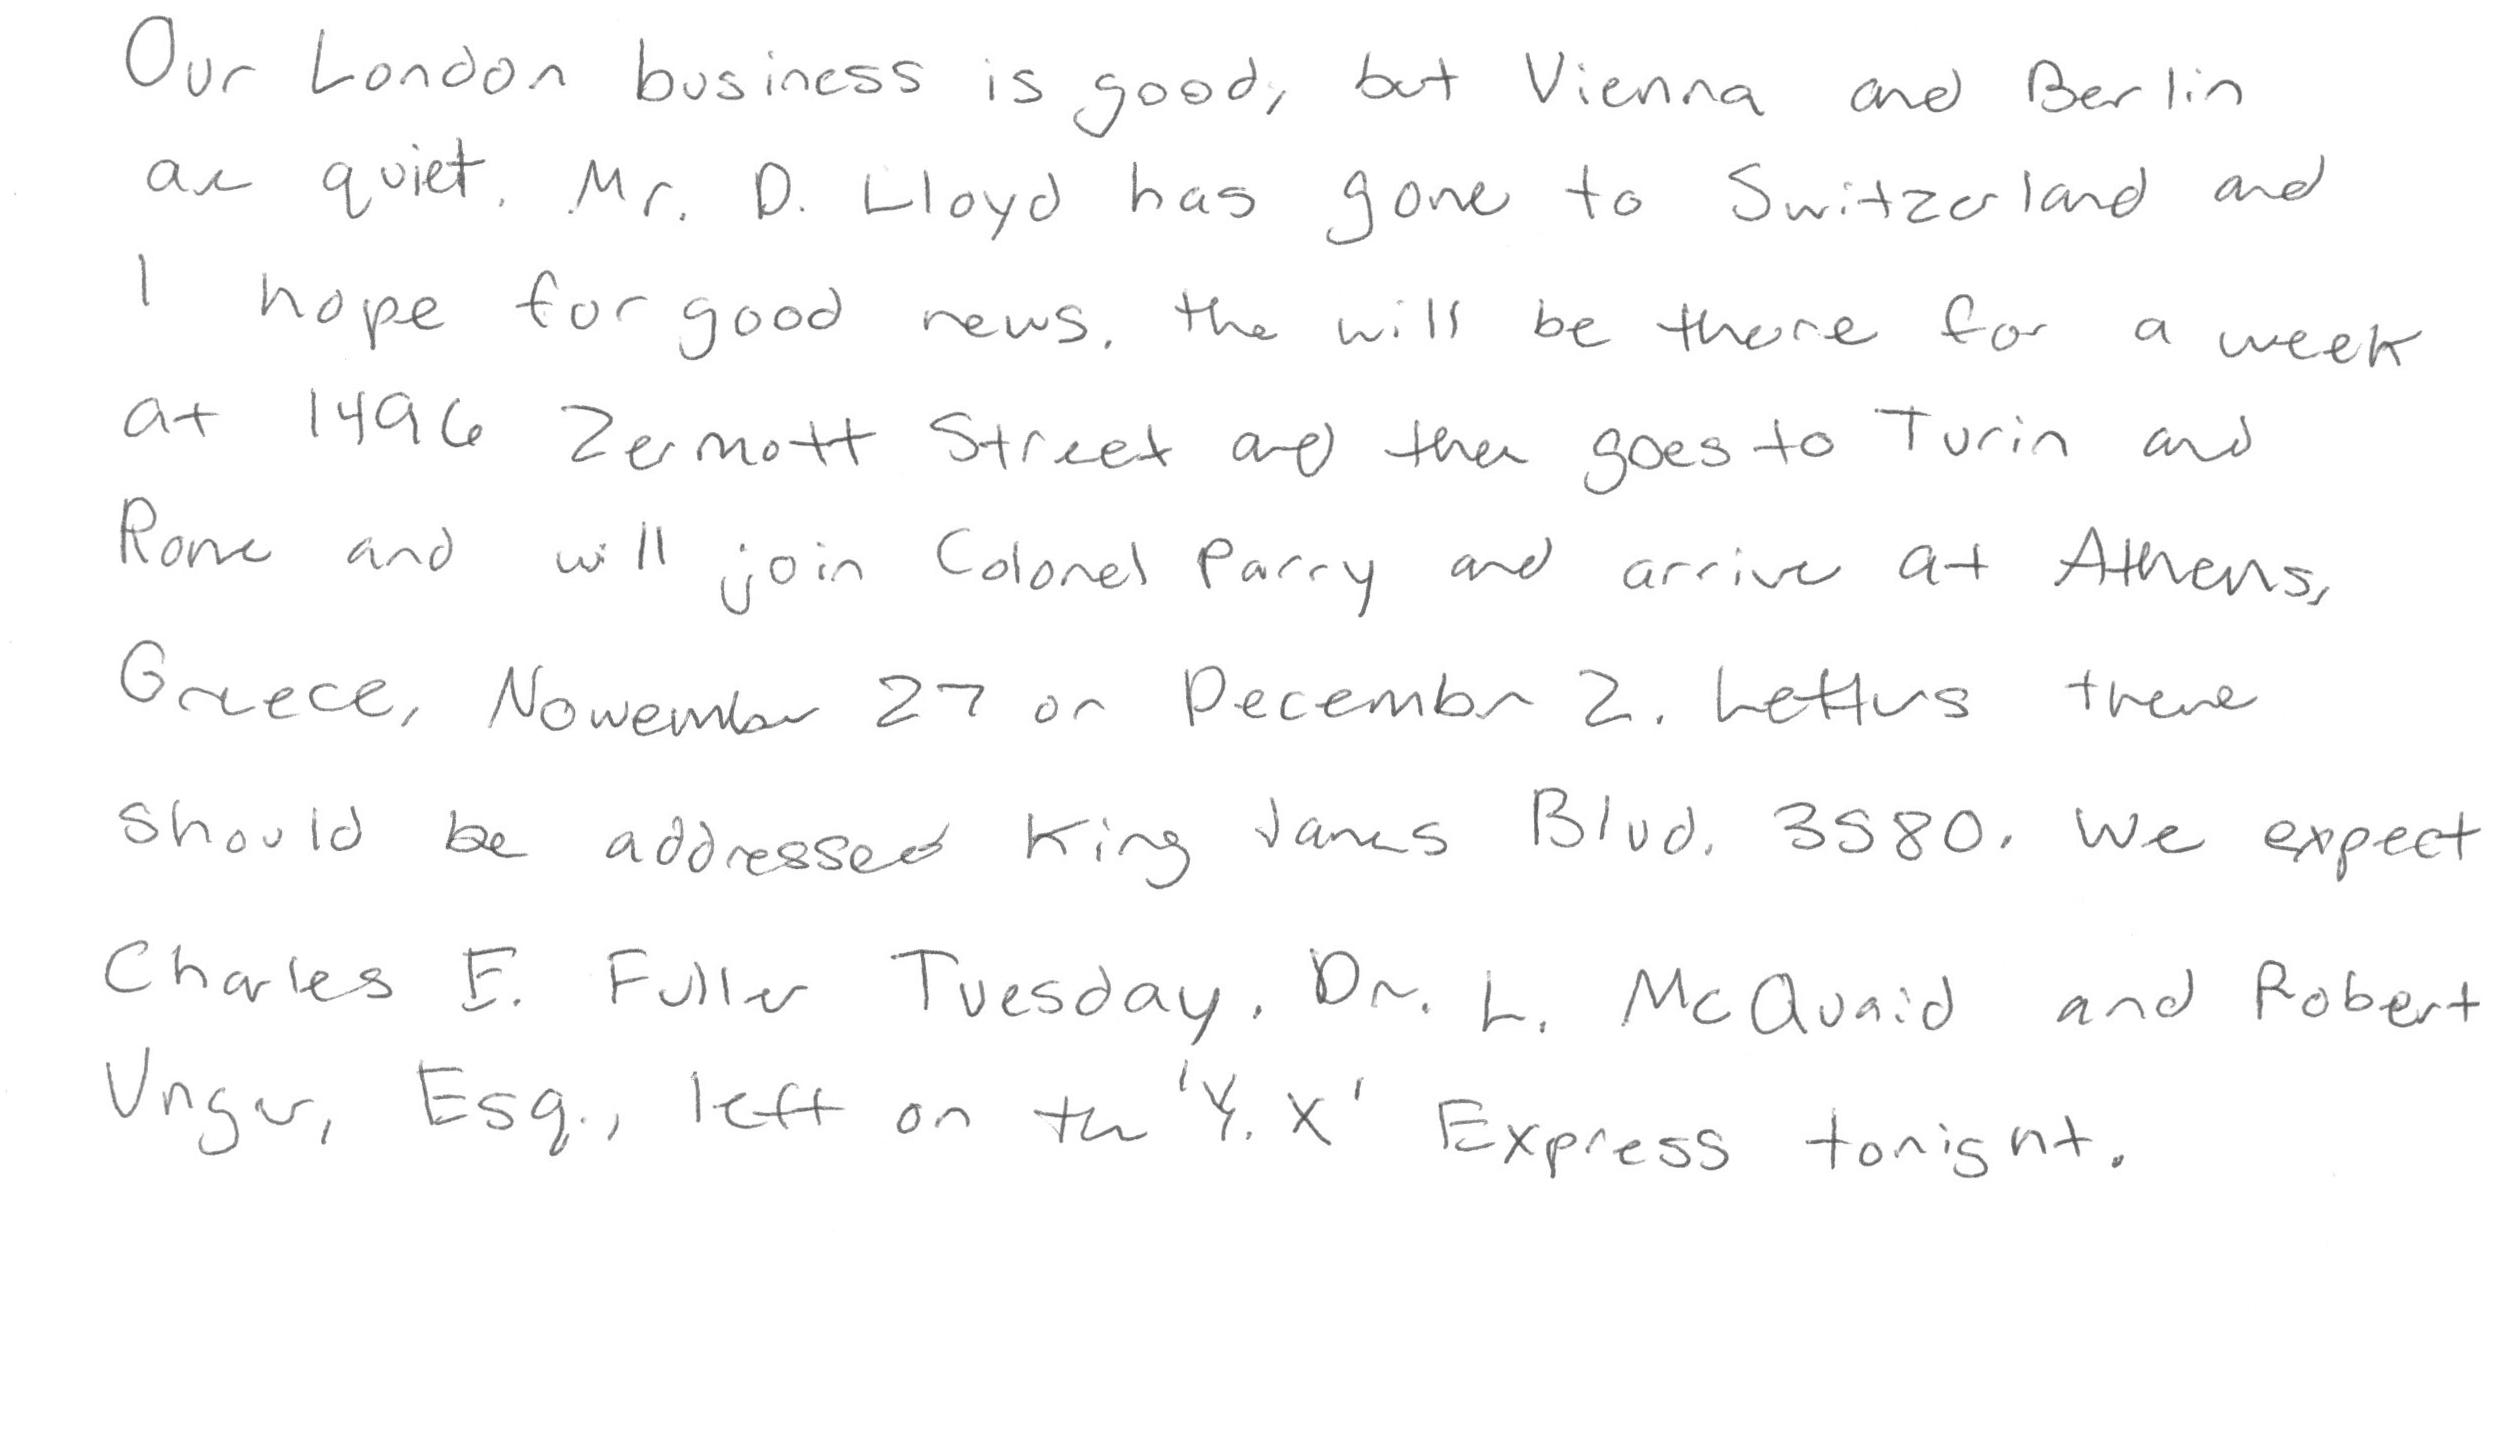 Our London business is good, but Vienna and Berlin
are quiet. Mr. D. Lloyd has gone to Switzerland and
I hope for good news. the will be there for a week
at 1496 Zermott Street and then goes to Turin and
Rome and will join Colonel Parry and arrive at Athens,
Greece, Nowember 27 or December 2. Letters there
should be addressed King James Blvd. 3580. We expect
Charles E. Fuller Tuesday. Dr. L. McQuaid and Robert
Unger, Esq., left on the 'Y. X' Express tonight.